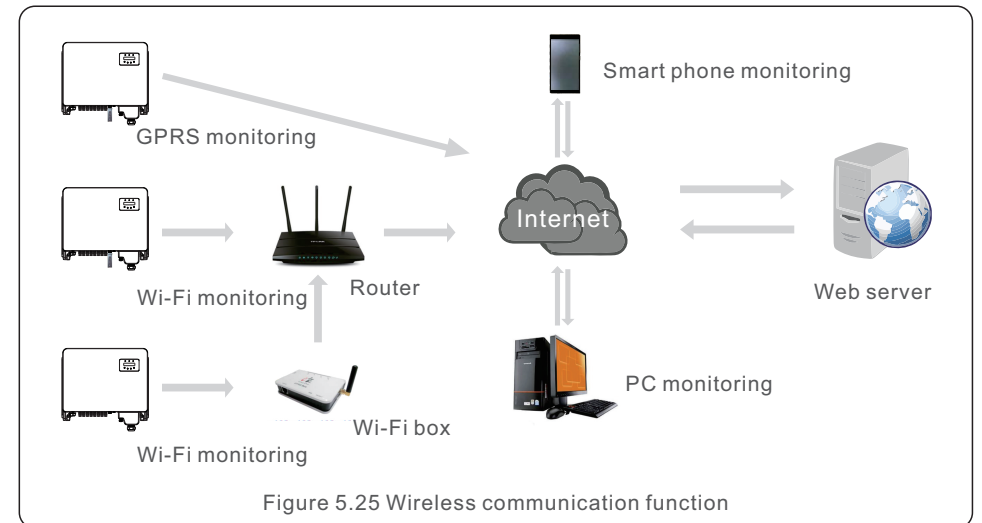 Smart phone monitoring
GPRS monitoring
Internet
Wi-Fi monitoring
Router
Web server
PC monitoring
Wi-Fi box
Wi-Fi monitoring
Figure 5.25 Wireless communication function